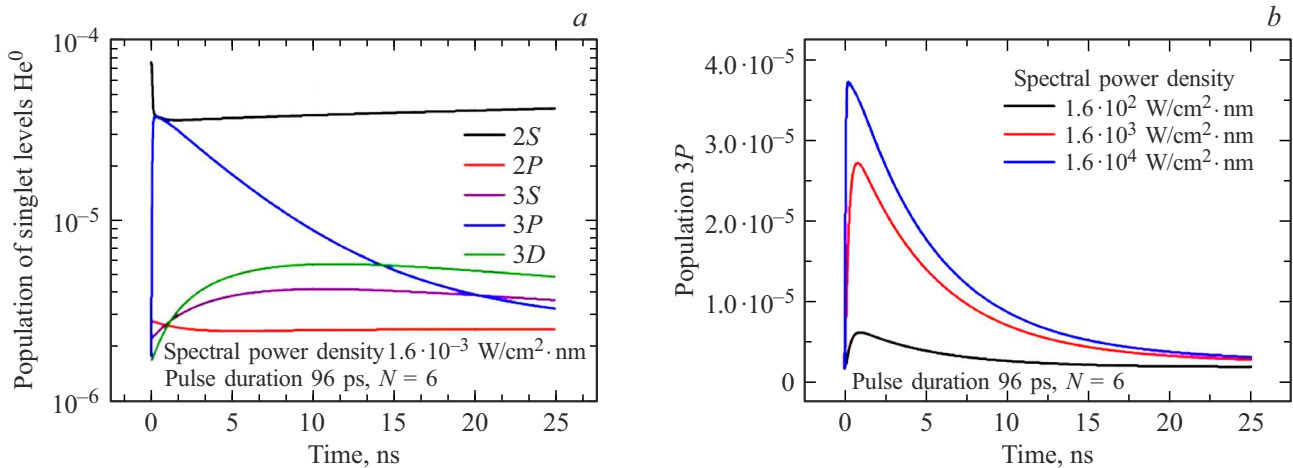 a
Population of singlet levels He⁰
10⁻⁴
10⁻⁵
10⁻⁶
2S
2P
3S
3P
3D
Spectral power density 1.6·10⁻³ W/cm²·nm
Pulse duration 96 ps, N = 6
0 5 10 15 20 25
Time, ns
b
Population 3P
4.0·10⁻⁵
3.0·10⁻⁵
2.0·10⁻⁵
1.0·10⁻⁵
0
Spectral power density
1.6·10² W/cm²·nm
1.6·10³ W/cm²·nm
1.6·10⁴ W/cm²·nm
Pulse duration 96 ps, N = 6
0 5 10 15 20 25
Time, ns